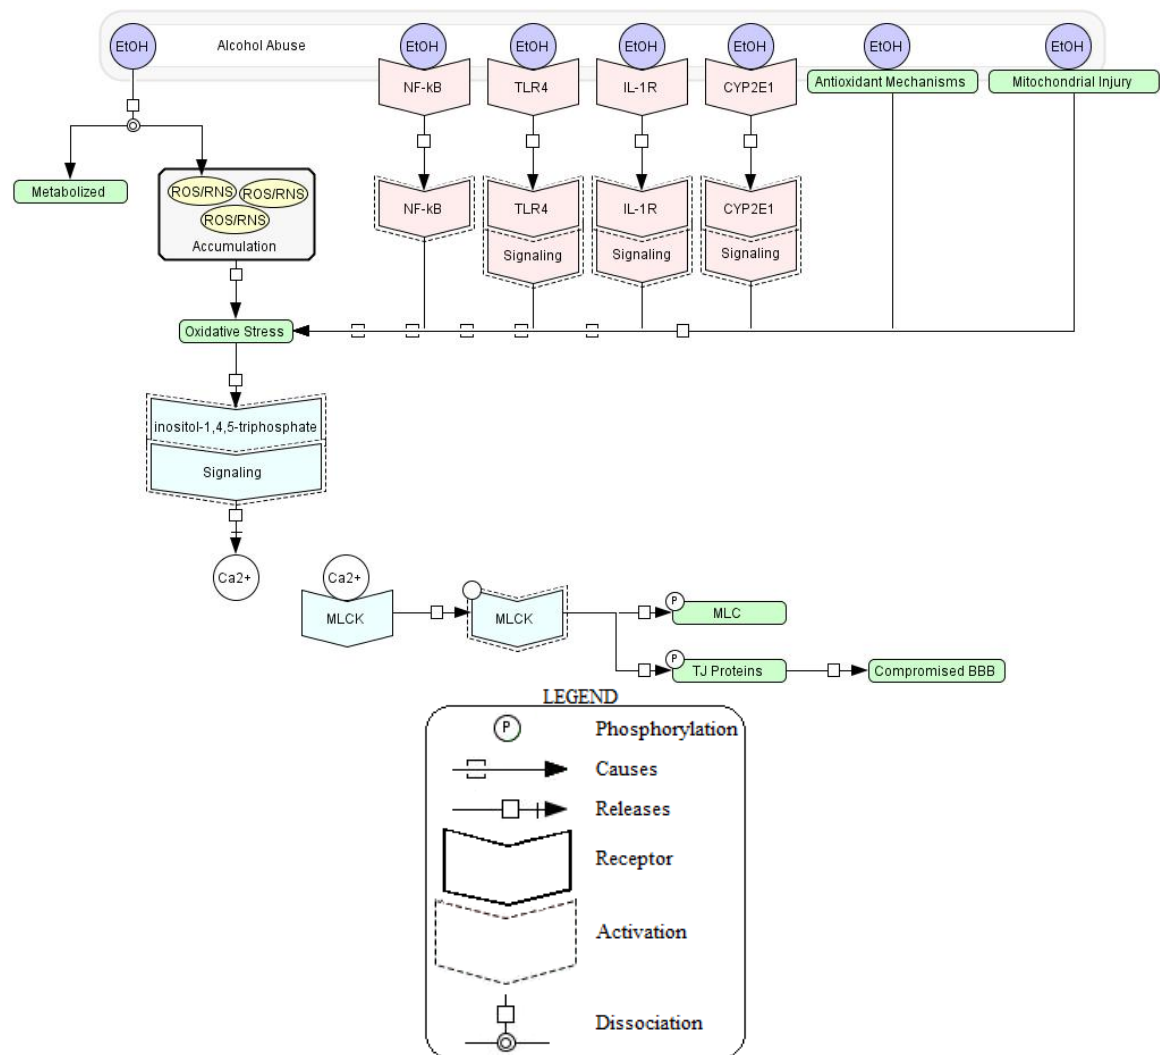 EtOH Alcohol Abuse EtOH EtOH EtOH EtOH EtOH EtOH
NF-kB TLR4 IL-1R CYP2E1 Antioxidant Mechanisms Mitochondrial Injury
Metabolized
ROS/RNS ROS/RNS
ROS/RNS
Accumulation
NF-kB TLR4 IL-1R CYP2E1
Signaling Signaling Signaling
Oxidative Stress
inositol-1,4,5-triphosphate
Signaling
Ca2+ Ca2+
MLCK MLCK P MLC
P TJ Proteins Compromised BBB
LEGEND
P Phosphorylation
Causes
Releases
Receptor
Activation
Dissociation